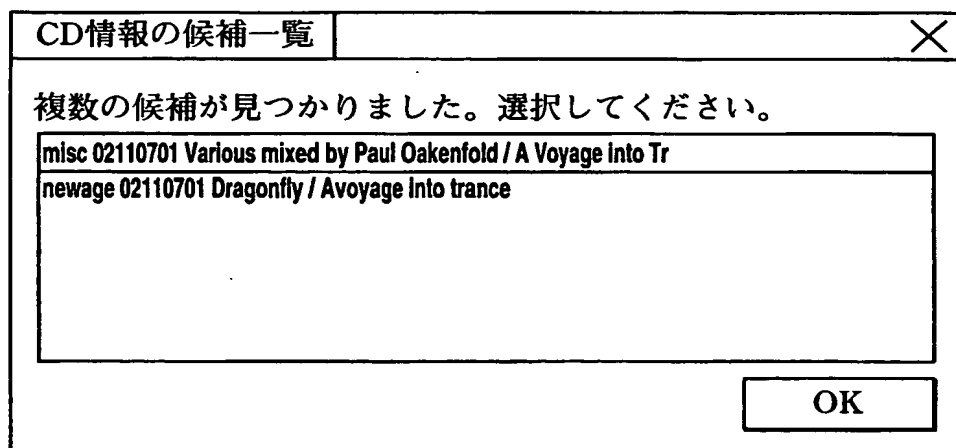 CD情報の候補一覧
複数の候補が見つかりました。選択してください。
misc 02110701 Various mixed by Paul Oakenfold / A Voyage into Tr
newage 02110701 Dragonfly / Avoyage into trance
OK